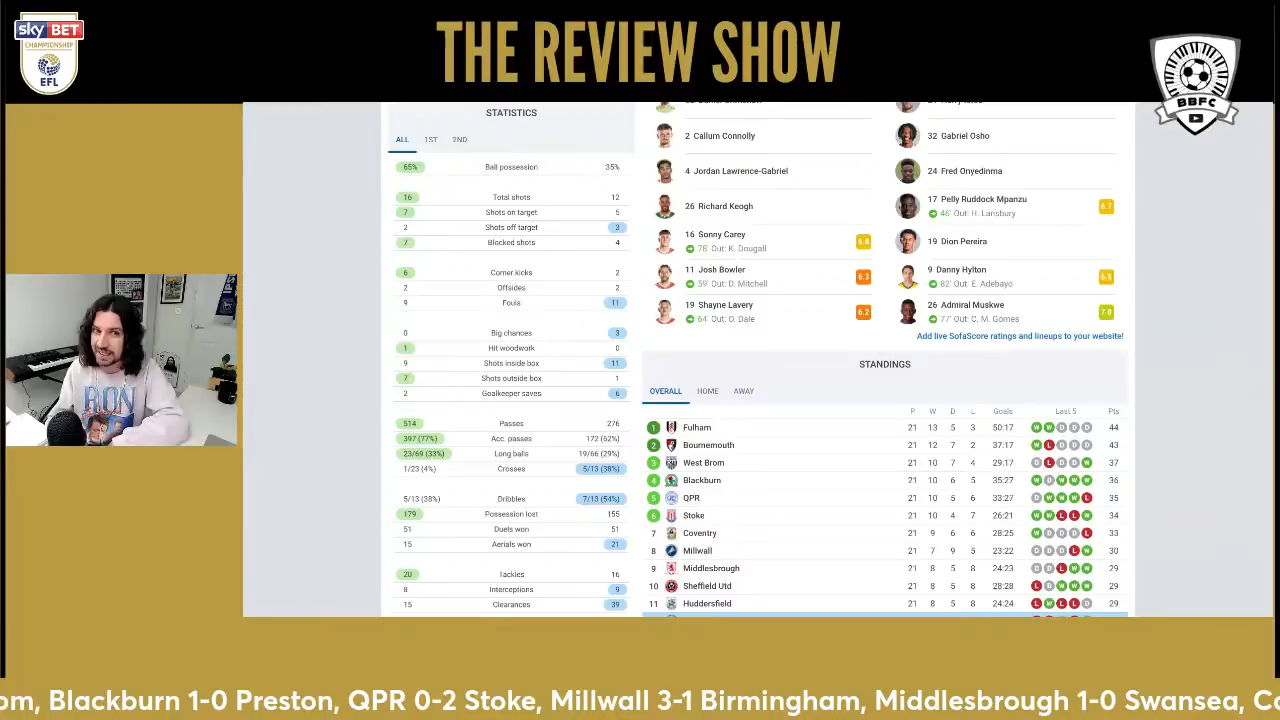 THE REVIEW SHOW
sky BET
CHAMPIONSHIP
EFL
BBFC
STATISTICS
ALL 1ST 2ND
65% Ball possession 35%
16 Total shots 12
7 Shots on target 5
2 Shots off target 3
7 Blocked shots 4
6 Corner kicks 2
2 Offsides 2
9 Fouls 11
0 Big chances 3
1 Hit woodwork 0
9 Shots inside box 11
7 Shots outside box 1
2 Goalkeeper saves 6
514 Passes 276
397 (77%) Acc. passes 172 (62%)
23/69 (33%) Long balls 19/66 (29%)
1/23 (4%) Crosses 5/13 (38%)
5/13 (38%) Dribbles 7/13 (54%)
179 Possession lost 155
51 Duels won 51
15 Aerials won 21
20 Tackles 16
8 Interceptions 9
15 Clearances 39
2 Callum Connolly
4 Jordan Lawrence-Gabriel
26 Richard Keogh
16 Sonny Carey
78' Out: K. Dougall
6.8
11 Josh Bowler
59' Out: D. Mitchell
6.3
19 Shayne Lavery
64' Out: O. Dale
6.2
32 Gabriel Osho
24 Fred Onyedinma
17 Pelly Ruddock Mpanzu
46' Out: H. Lansbury
6.7
19 Dion Pereira
9 Danny Hylton
82' Out: E. Adebayo
6.5
26 Admiral Muskwe
77' Out: C. M. Gomes
7.0
Add live SofaScore ratings and lineups to your website!
STANDINGS
OVERALL HOME AWAY
P W D L Goals Last 5 Pts
1 Fulham 21 13 5 3 50:17 W W D D D 44
2 Bournemouth 21 12 7 2 37:17 W L D D D 43
3 West Brom 21 10 7 4 29:17 D L D D W 37
4 Blackburn 21 10 6 5 35:27 W D W W W 36
5 QPR 21 10 5 6 33:27 D W W W L 35
6 Stoke 21 10 4 7 26:21 W W L L W 34
7 Coventry 21 9 6 6 28:25 W D D D L 33
8 Millwall 21 7 9 5 23:22 D D D L W 30
9 Middlesbrough 21 8 5 8 24:23 D D L W W 29
10 Sheffield Utd 21 8 5 8 28:28 L D W W W 29
11 Huddersfield 21 8 5 8 24:24 L W L L D 29
om, Blackburn 1-0 Preston, QPR 0-2 Stoke, Millwall 3-1 Birmingham, Middlesbrough 1-0 Swansea, Ca